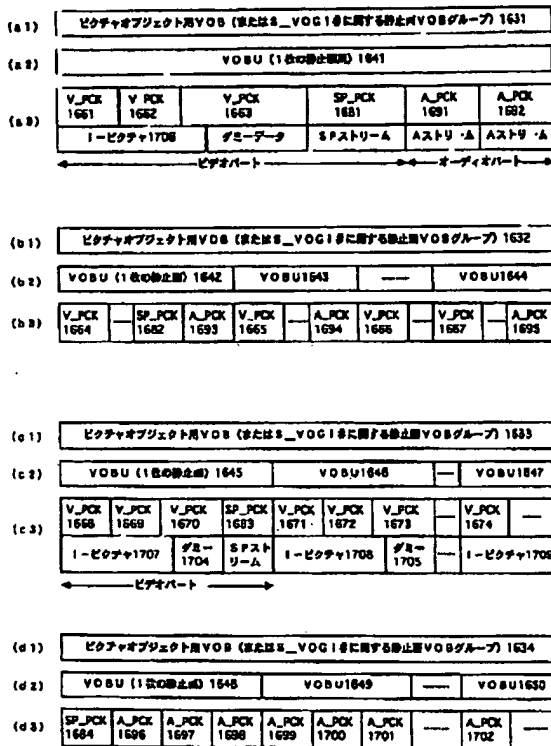 (a1) ピクチャオブジェクト用VOB (またはS__VOGI#に関する静止画VOBグループ) 1631
(a2) VOBU (1枚の静止画用) 1641
(a3) V_PCK 1661 V_PCK 1662 V_PCK 1663 SP_PCK 1681 A_PCK 1691 A_PCK 1692
I-ピクチャ1706 ダミーデータ SPストリーム Aストリーム Aストリーム
ビデオパート オーディオパート
(b1) ピクチャオブジェクト用VOB (またはS__VOGI#に関する静止画VOBグループ) 1632
(b2) VOBU (1枚の静止画) 1642 VOBU1643 —— VOBU1644
(b3) V_PCK 1664 — SP_PCK 1682 A_PCK 1693 V_PCK 1665 — A_PCK 1694 V_PCK 1666 — V_PCK 1667 — A_PCK 1695
(c1) ピクチャオブジェクト用VOB (またはS__VOGI#に関する静止画VOBグループ) 1633
(c2) VOBU (1枚の静止画) 1645 VOBU1646 — VOBU1647
(c3) V_PCK 1668 V_PCK 1669 V_PCK 1670 SP_PCK 1683 V_PCK 1671 V_PCK 1672 V_PCK 1673 — V_PCK 1674 —
I-ピクチャ1707 ダミー 1704 SPストリーム I-ピクチャ1708 ダミー 1705 — I-ピクチャ1709
ビデオパート
(d1) ピクチャオブジェクト用VOB (またはS__VOGI#に関する静止画VOBグループ) 1634
(d2) VOBU (1枚の静止画) 1648 VOBU1649 —— VOBU1650
(d3) SP_PCK 1684 A_PCK 1696 A_PCK 1697 A_PCK 1698 A_PCK 1699 A_PCK 1700 A_PCK 1701 —— A_PCK 1702 —